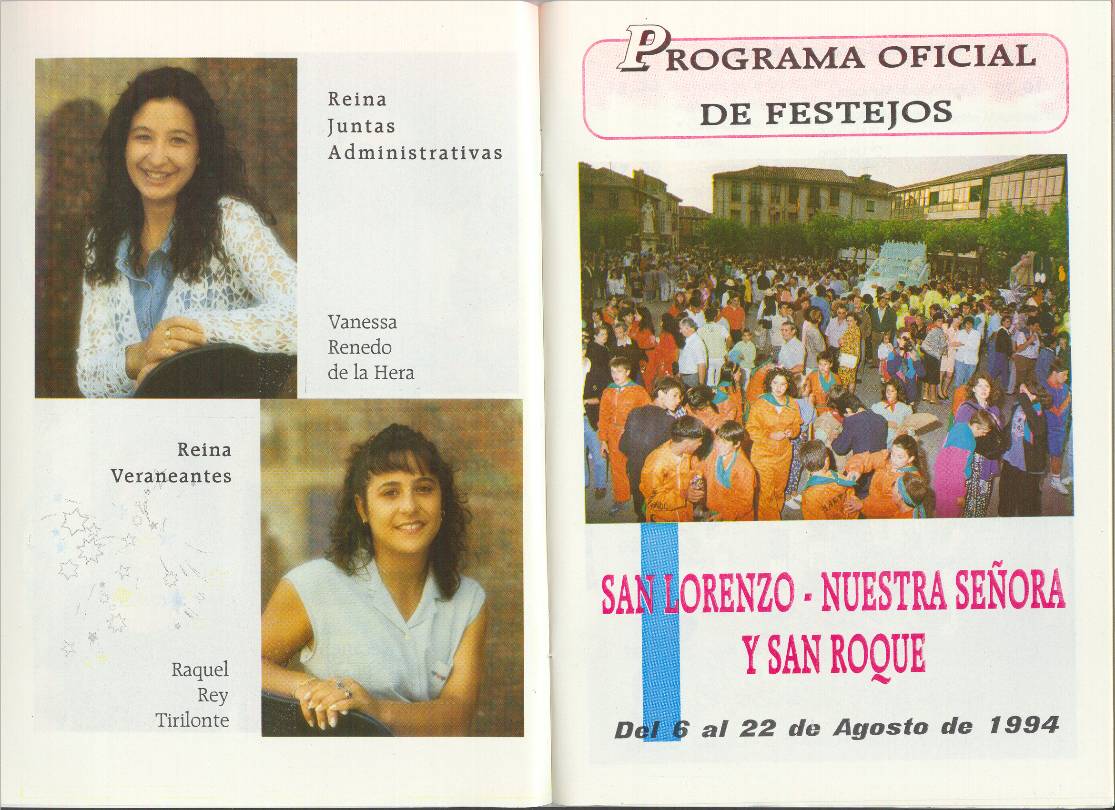 Reina
Juntas
Administrativas
Vanessa
Renedo
de la Hera
Reina
Veraneantes
Raquel
Rey
Tirilonte
PROGRAMA OFICIAL
DE FESTEJOS
SAN LORENZO - NUESTRA SEÑORA
Y SAN ROQUE
Del 6 al 22 de Agosto de 1994